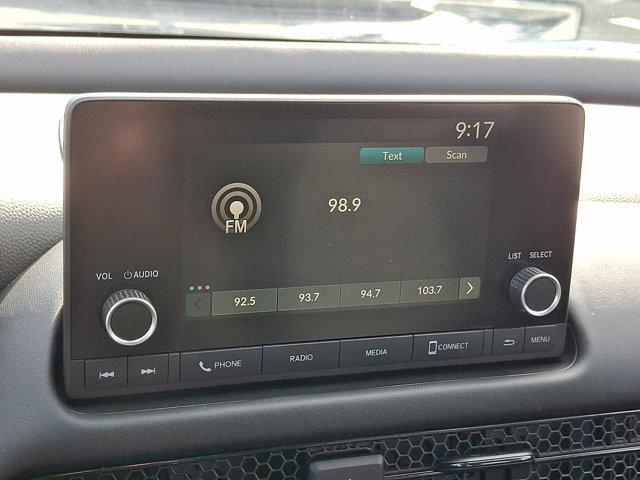 9:17
Text Scan
FM
98.9
VOL AUDIO
LIST SELECT
92.5 93.7 94.7 103.7
PHONE RADIO MEDIA CONNECT MENU